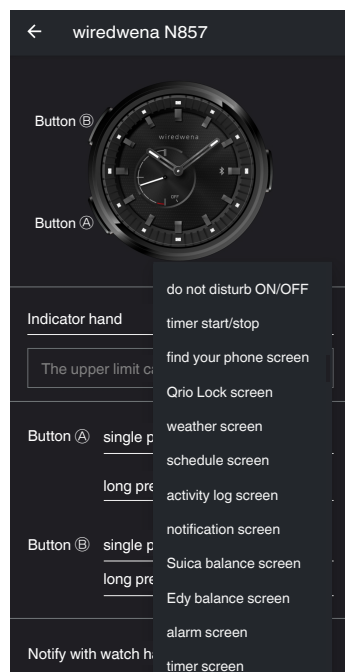 wiredwena N857
Button Ⓑ
wiredwena
OFF
Button Ⓐ
do not disturb ON/OFF
Indicator hand
timer start/stop
find your phone screen
The upper limit
Qrio Lock screen
weather screen
Button Ⓐ single p
schedule screen
long pre
activity log screen
notification screen
Button Ⓑ single p
Suica balance screen
long pre
Edy balance screen
alarm screen
Notify with watch h
timer screen